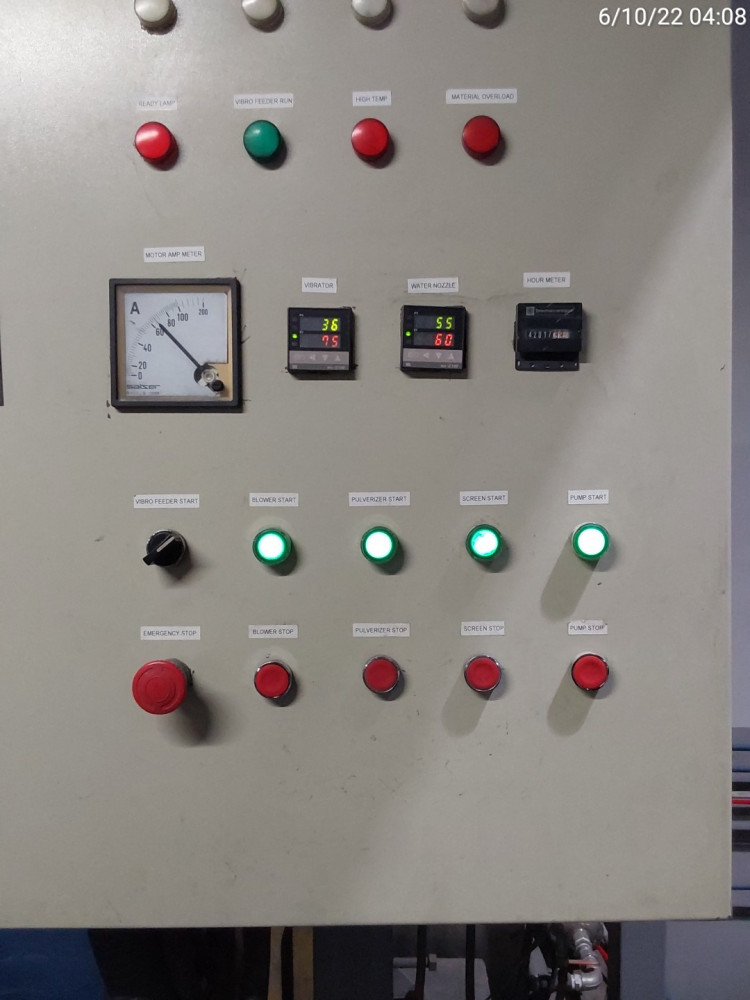 6/10/22 04:08
READY LAMP
VIBRO FEEDER RUN
HIGH TEMP
MATERIAL OVERLOAD
MOTOR AMP METER
VIBRATOR
WATER NOZZLE
HOUR METER
A
0
20
40
60
80
100
200
36
75
55
60
VIBRO FEEDER START
BLOWER START
PULVERIZER START
SCREEN START
PUMP START
EMERGENCY STOP
BLOWER STOP
PULVERIZER STOP
SCREEN STOP
PUMP STOP